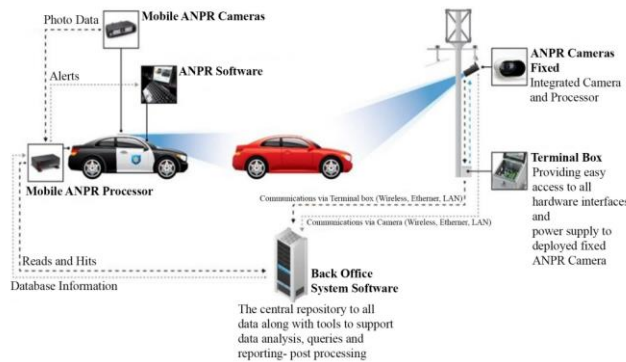 Mobile ANPR Cameras
Photo Data
ANPR Software
Alerts
Mobile ANPR Processor
ANPR Cameras
Fixed
Integrated Camera
and Processor
Terminal Box
Providing easy
access to all
hardware interfaces
and
power supply to
deployed fixed
ANPR Camera
Communications via Terminal box (Wireless, Etherner, LAN)
Communications via Camera (Wireless, Etherner, LAN)
Reads and Hits
Database Information
Back Office
System Software
The central repository to all
data along with tools to support
data analysis, queries and
reporting- post processing